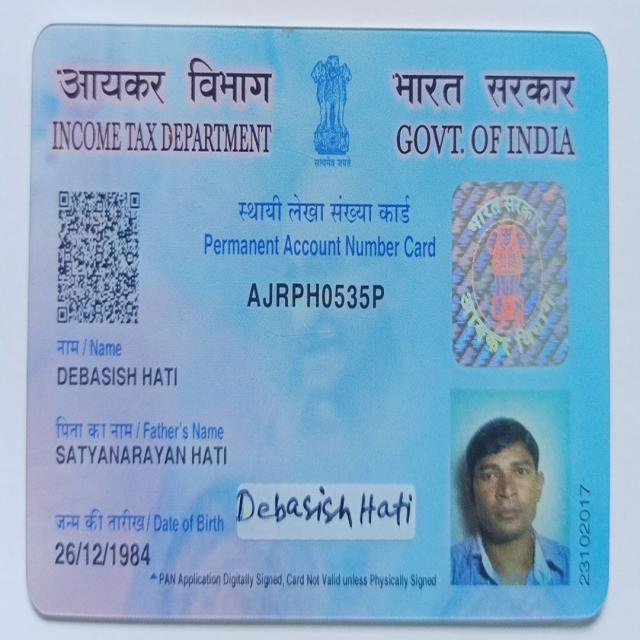 आयकर विभाग
INCOME TAX DEPARTMENT
सत्यमेव जयते
भारत सरकार
GOVT. OF INDIA
स्थायी लेखा संख्या कार्ड
Permanent Account Number Card
AJRPH0535P
भारत सरकार
आयकर विभाग
नाम / Name
DEBASISH HATI
पिता का नाम / Father's Name
SATYANARAYAN HATI
जन्म की तारीख / Date of Birth
26/12/1984
Debasish Hati
PAN Application Digitally Signed, Card Not Valid unless Physically Signed
23102017